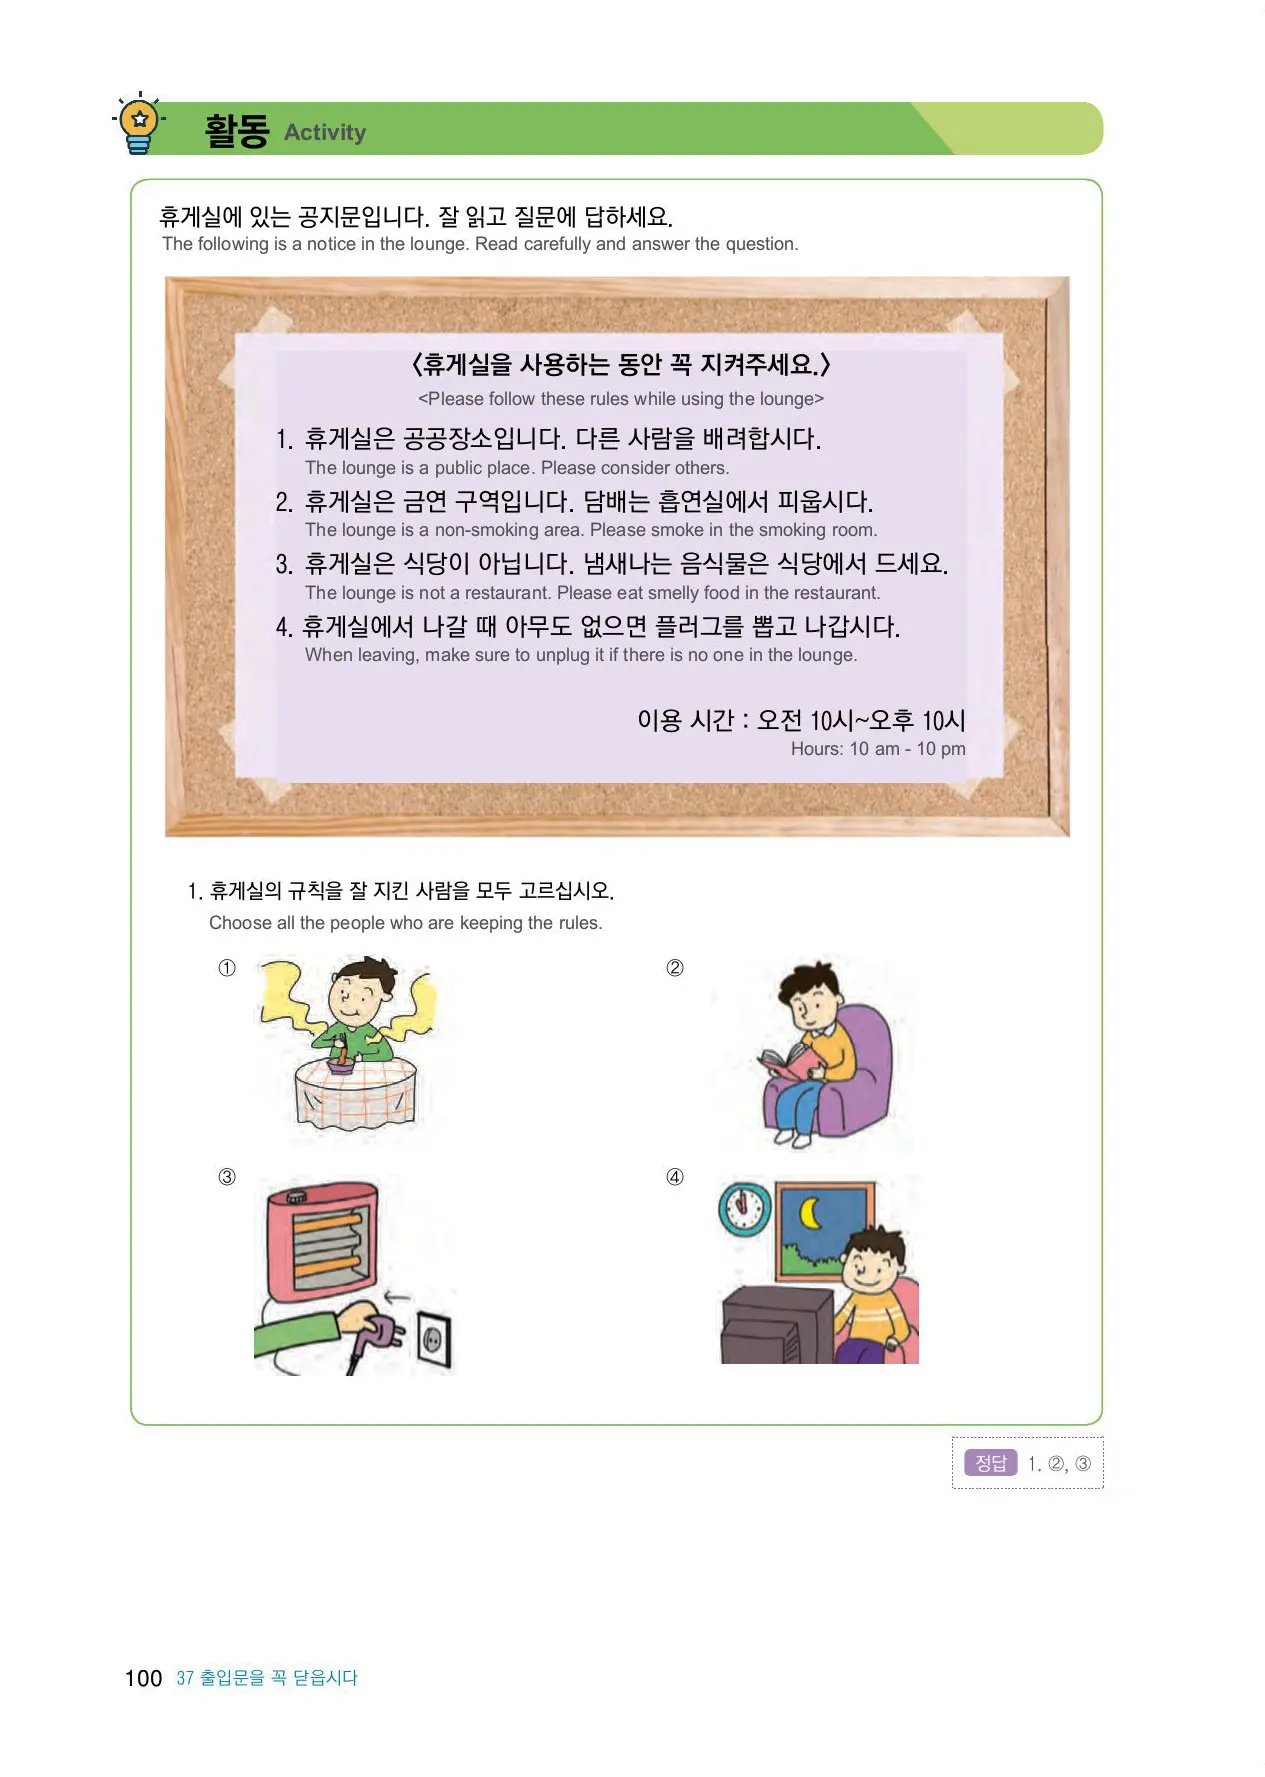 활동 Activity
휴게실에 있는 공지문입니다. 잘 읽고 질문에 답하세요.
The following is a notice in the lounge. Read carefully and answer the question.
<휴게실을 사용하는 동안 꼭 지켜주세요.>
<Please follow these rules while using the lounge>
1. 휴게실은 공공장소입니다. 다른 사람을 배려합시다.
The lounge is a public place. Please consider others.
2. 휴게실은 금연 구역입니다. 담배는 흡연실에서 피웁시다.
The lounge is a non-smoking area. Please smoke in the smoking room.
3. 휴게실은 식당이 아닙니다. 냄새나는 음식물은 식당에서 드세요.
The lounge is not a restaurant. Please eat smelly food in the restaurant.
4. 휴게실에서 나갈 때 아무도 없으면 플러그를 뽑고 나갑시다.
When leaving, make sure to unplug it if there is no one in the lounge.
이용 시간 : 오전 10시~오후 10시
Hours: 10 am - 10 pm
1. 휴게실의 규칙을 잘 지킨 사람을 모두 고르십시오.
Choose all the people who are keeping the rules.
① ②
③ ④
정답 1. ②, ③
100 37 출입문을 꼭 닫읍시다